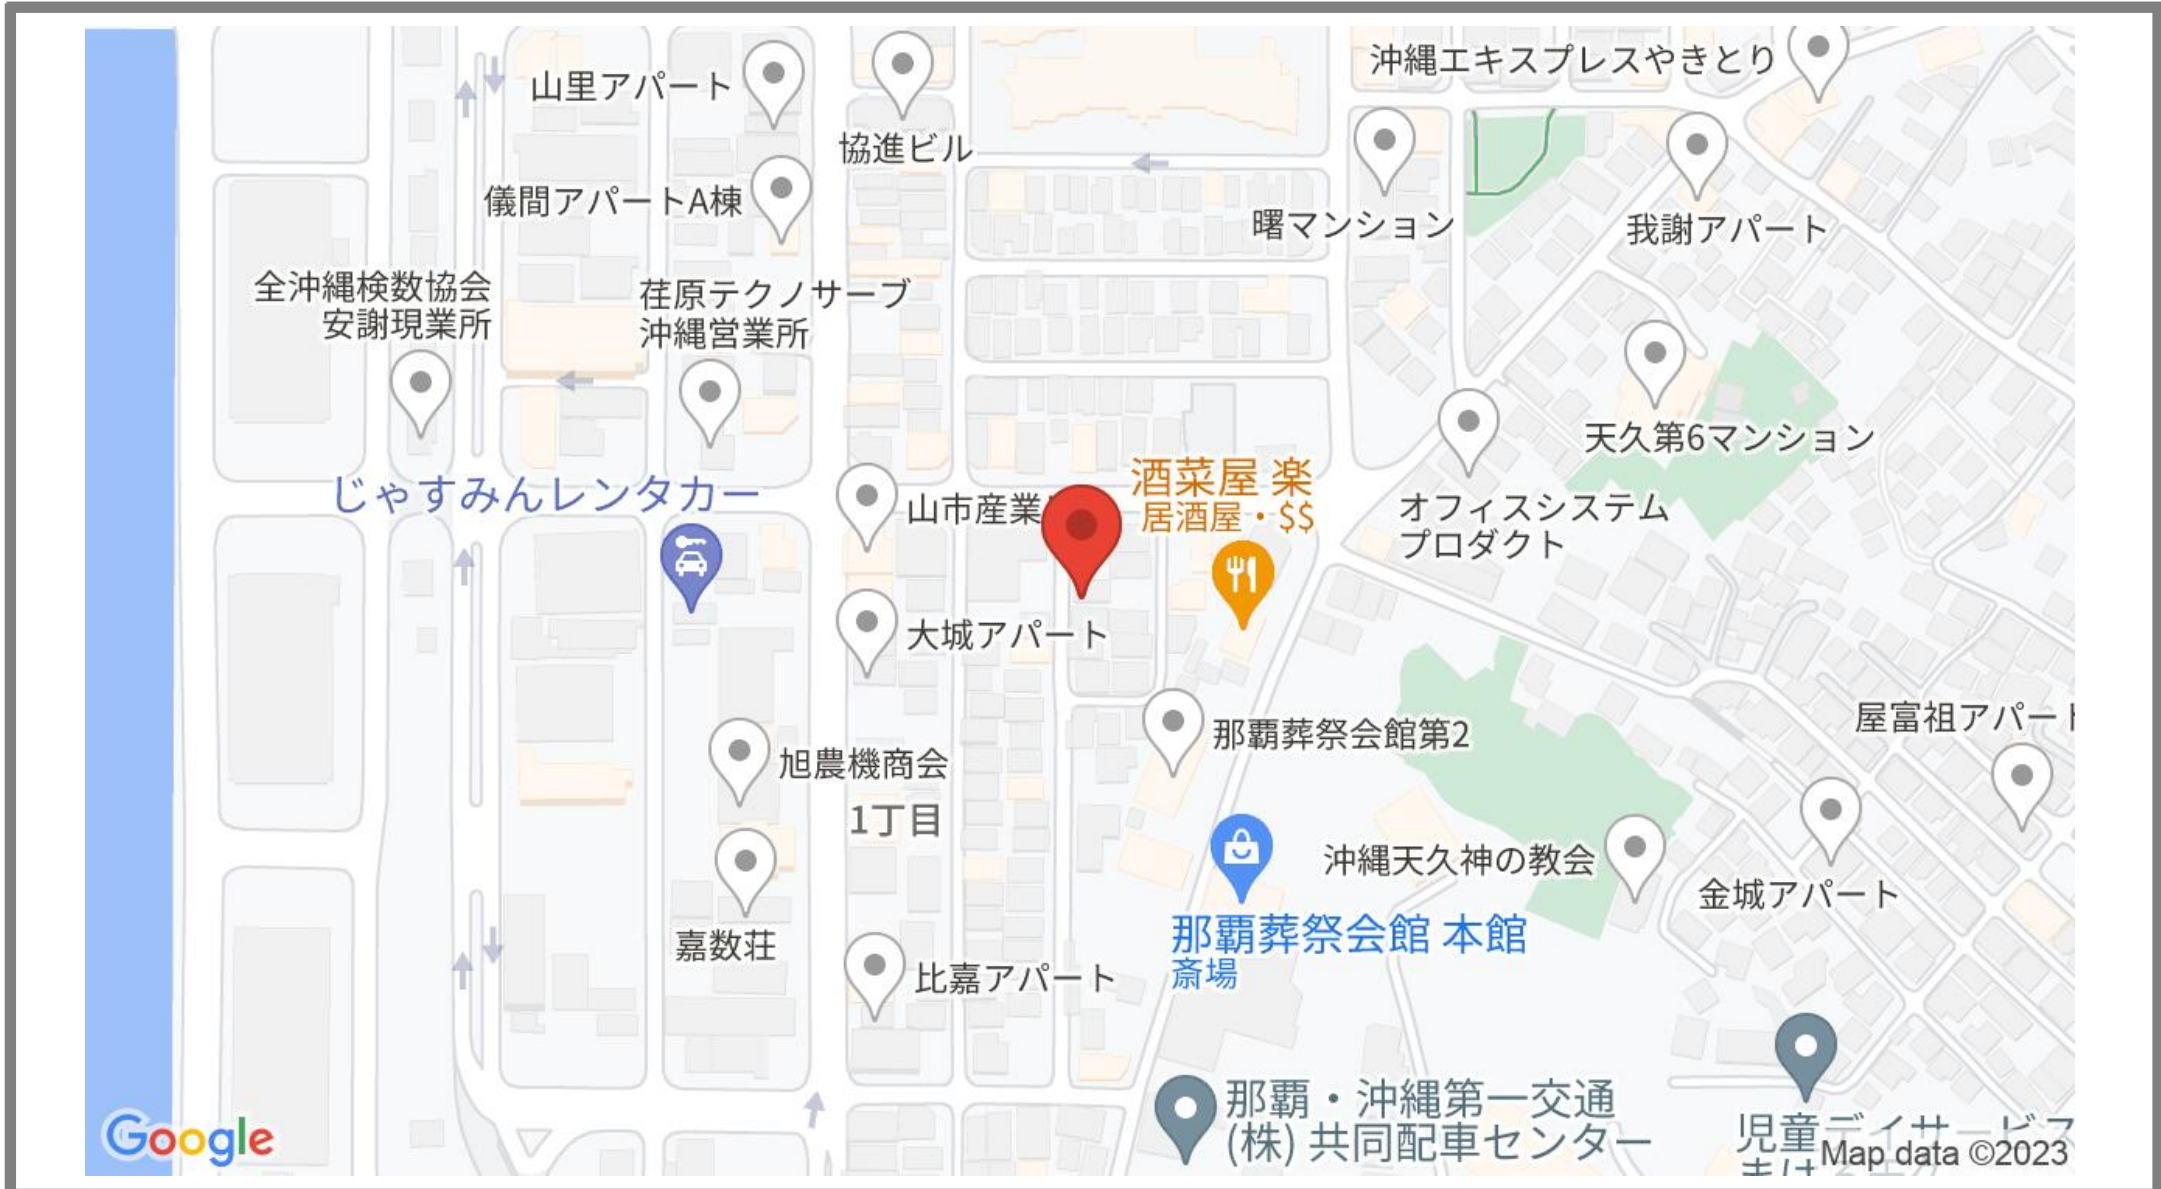 沖縄エキスプレスやきとり
山里アパート
協進ビル
儀間アパートA棟
曙マンション
我謝アパート
全沖縄検数協会
安謝現業所
荏原テクノサーブ
沖縄営業所
天久第6マンション
じゃすみんレンタカー
山市産業
酒菜屋 楽
居酒屋・$$
オフィスシステム
プロダクト
大城アパート
那覇葬祭会館第2
屋富祖アパート
旭農機商会
1丁目
沖縄天久神の教会
金城アパート
嘉数荘
那覇葬祭会館 本館
斎場
比嘉アパート
那覇・沖縄第一交通
(株) 共同配車センター
児童デイサービス
Google
Map data ©2023